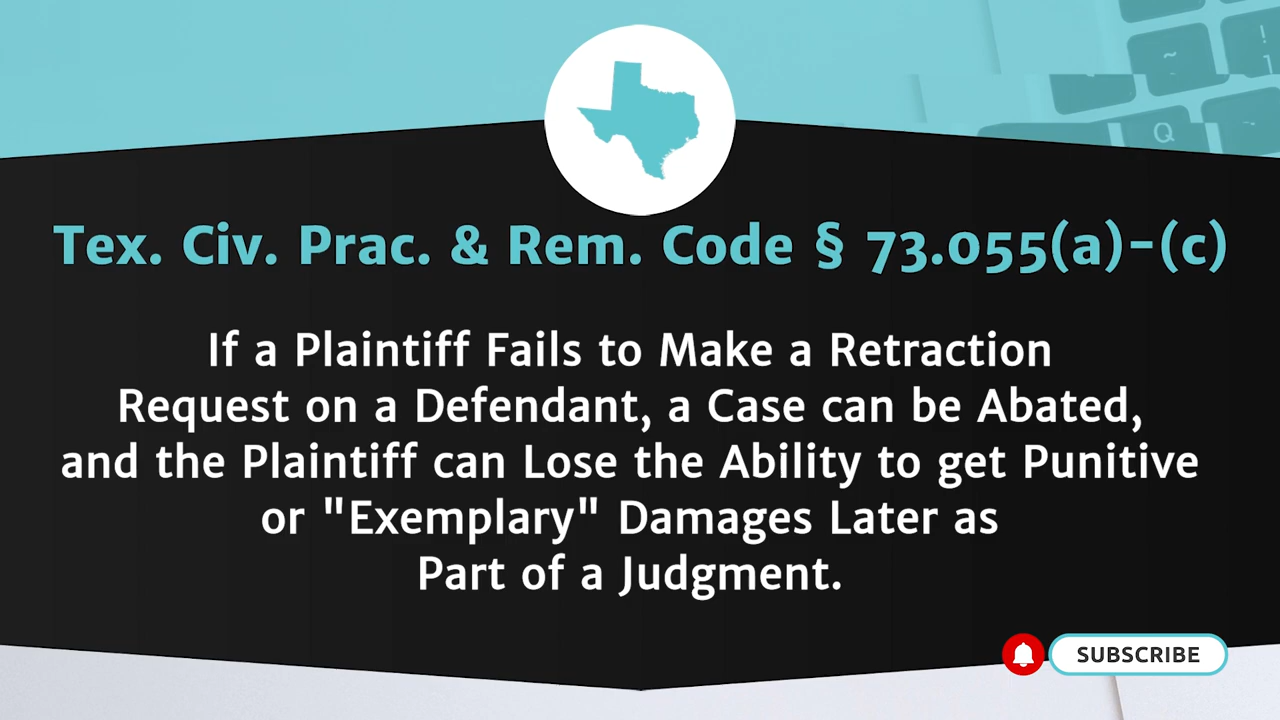 ~
!
1
Q
Tex. Civ. Prac. & Rem. Code § 73.055(a)-(c)
If a Plaintiff Fails to Make a Retraction
Request on a Defendant, a Case can be Abated,
and the Plaintiff can Lose the Ability to get Punitive
or "Exemplary" Damages Later as
Part of a Judgment.
SUBSCRIBE